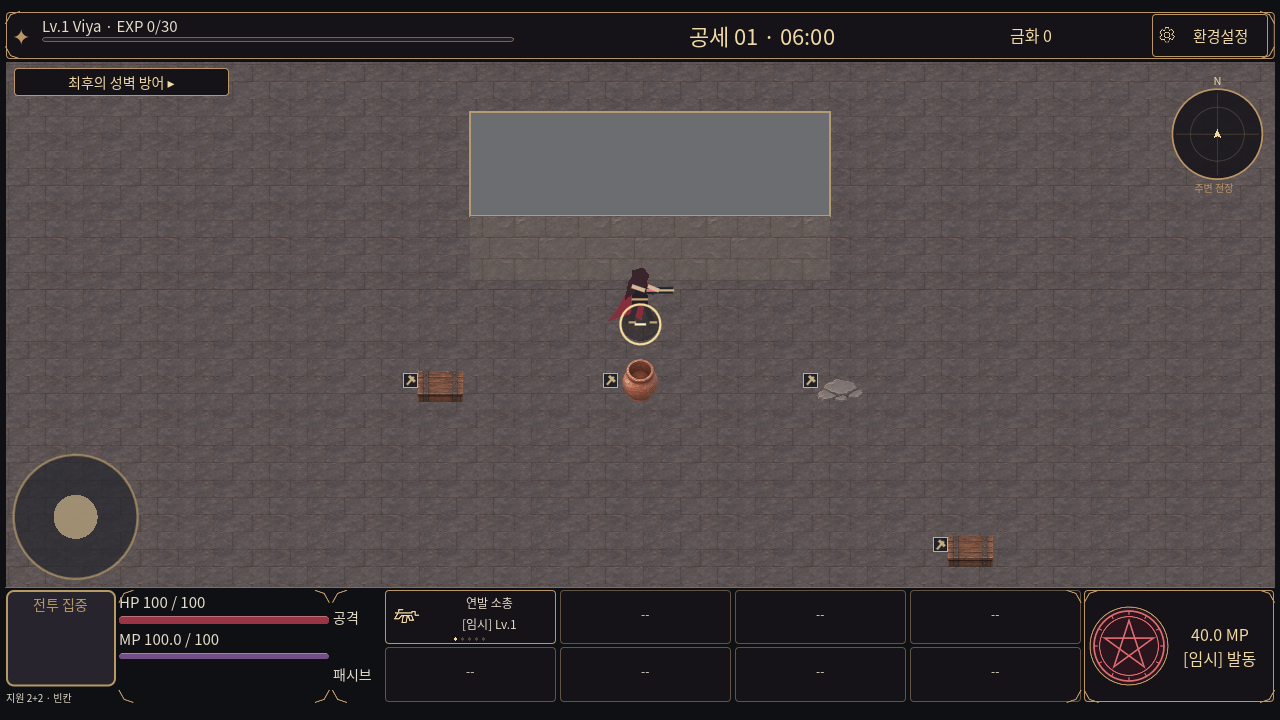 Lv.1 Viya · EXP 0/30
공세 01 · 06:00
금화 0
환경설정
최후의 성벽 방어 ▸
N
주변 전장
전투 집중
HP 100 / 100
MP 100.0 / 100
지원 2+2 · 빈칸
공격
패시브
연발 소총
[임시] Lv.1
--
--
--
--
--
--
--
40.0 MP
[임시] 발동